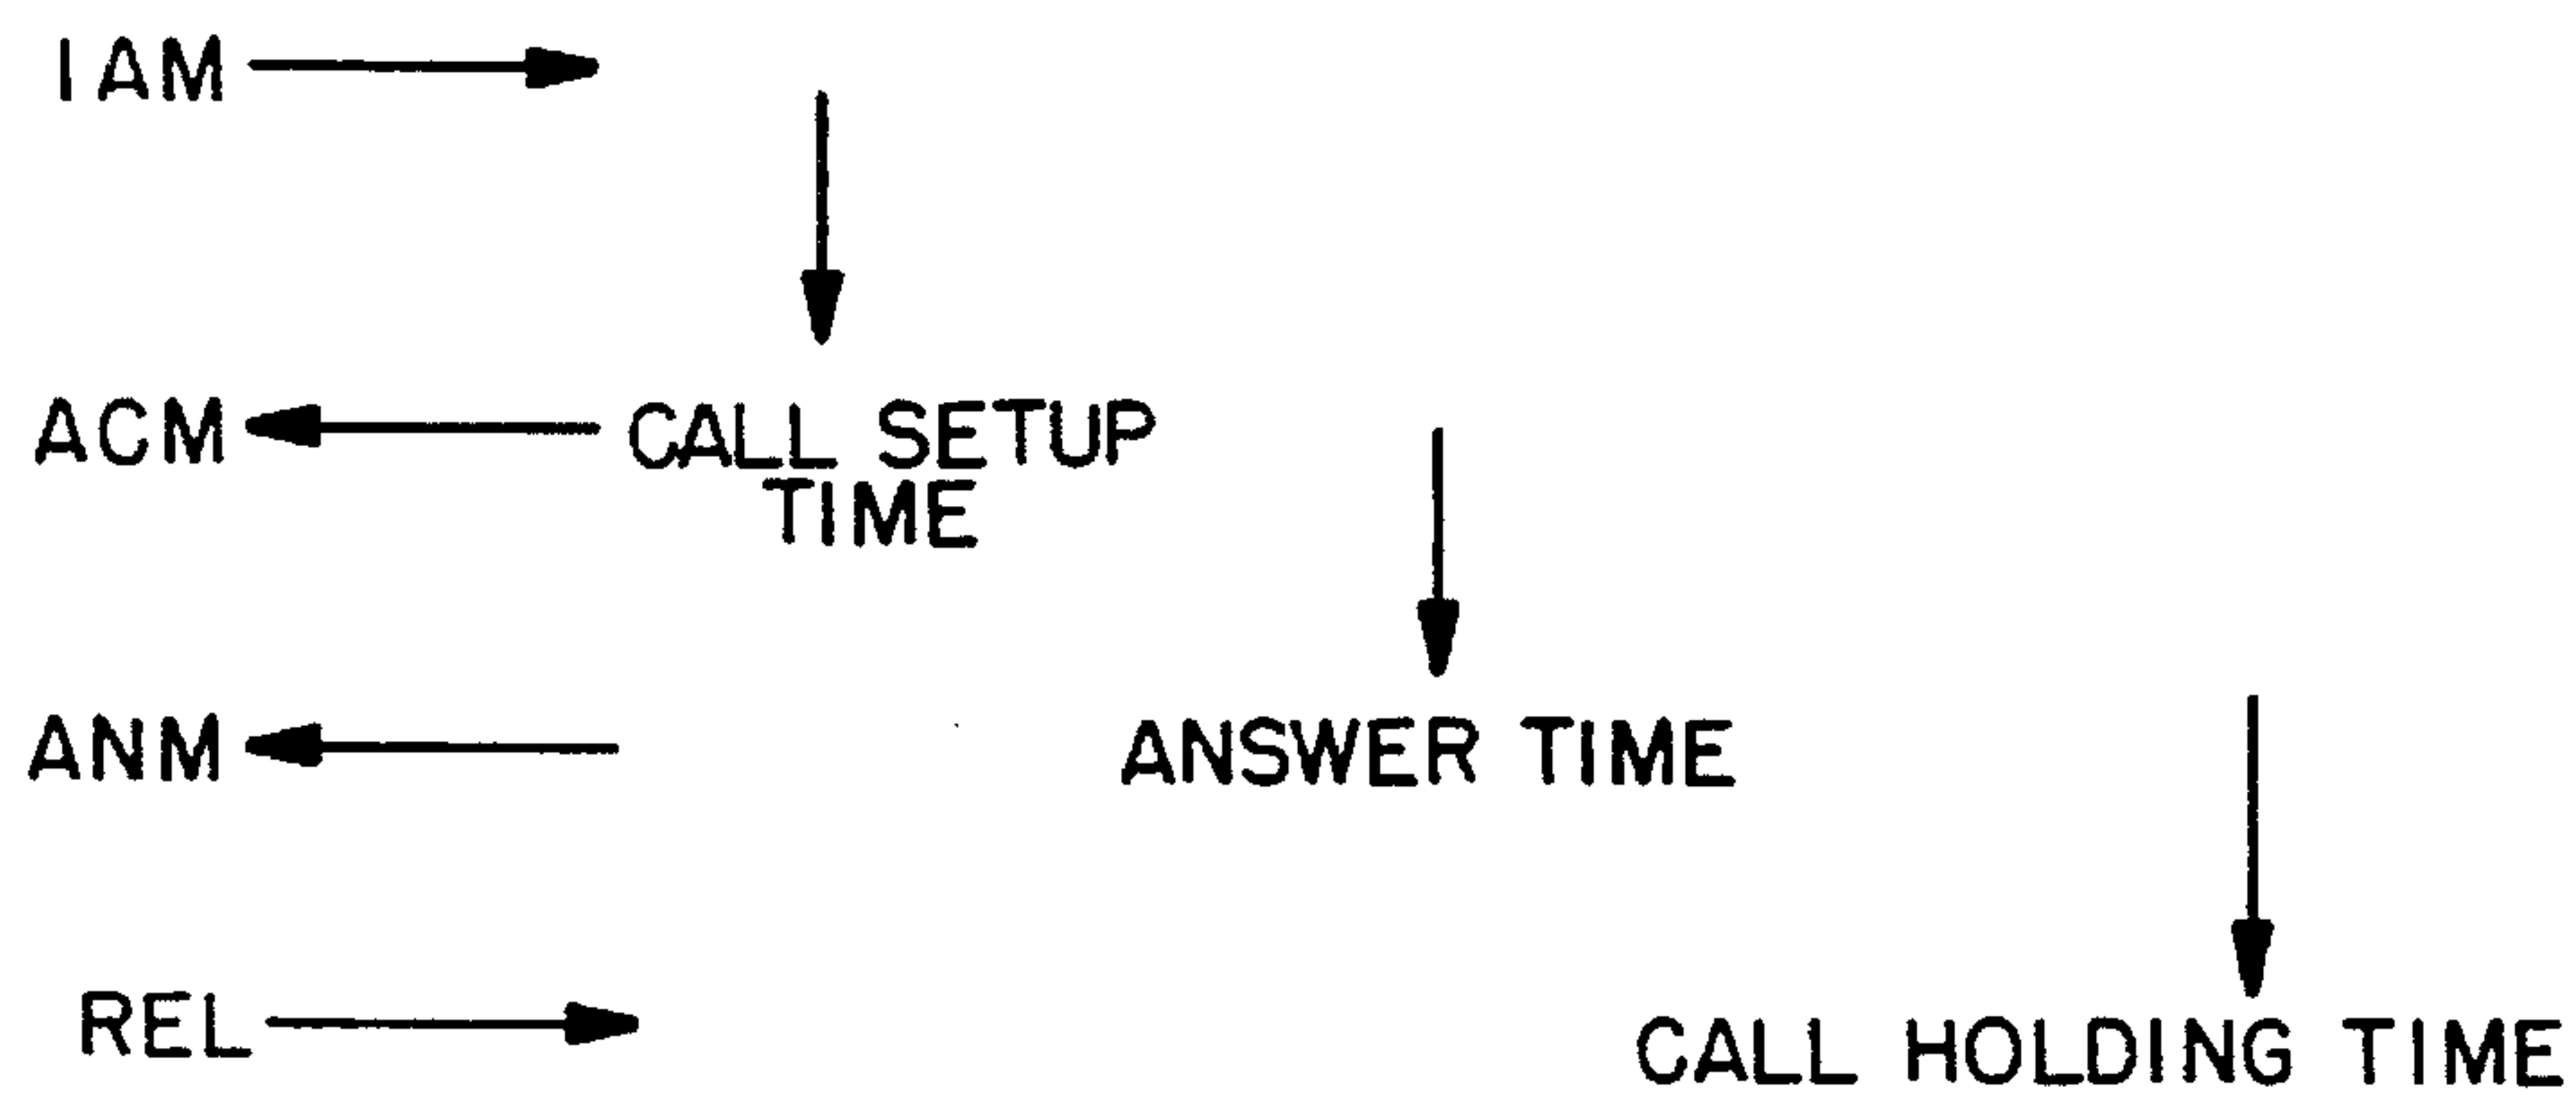 IAM
ACM
CALL SETUP
TIME
ANM
ANSWER TIME
REL
CALL HOLDING TIME